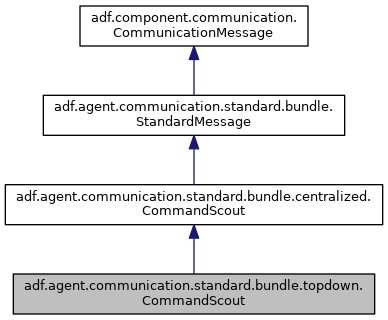 adf.component.communication.
CommunicationMessage
adf.agent.communication.standard.bundle.
StandardMessage
adf.agent.communication.standard.bundle.centralized.
CommandScout
adf.agent.communication.standard.bundle.topdown.
CommandScout